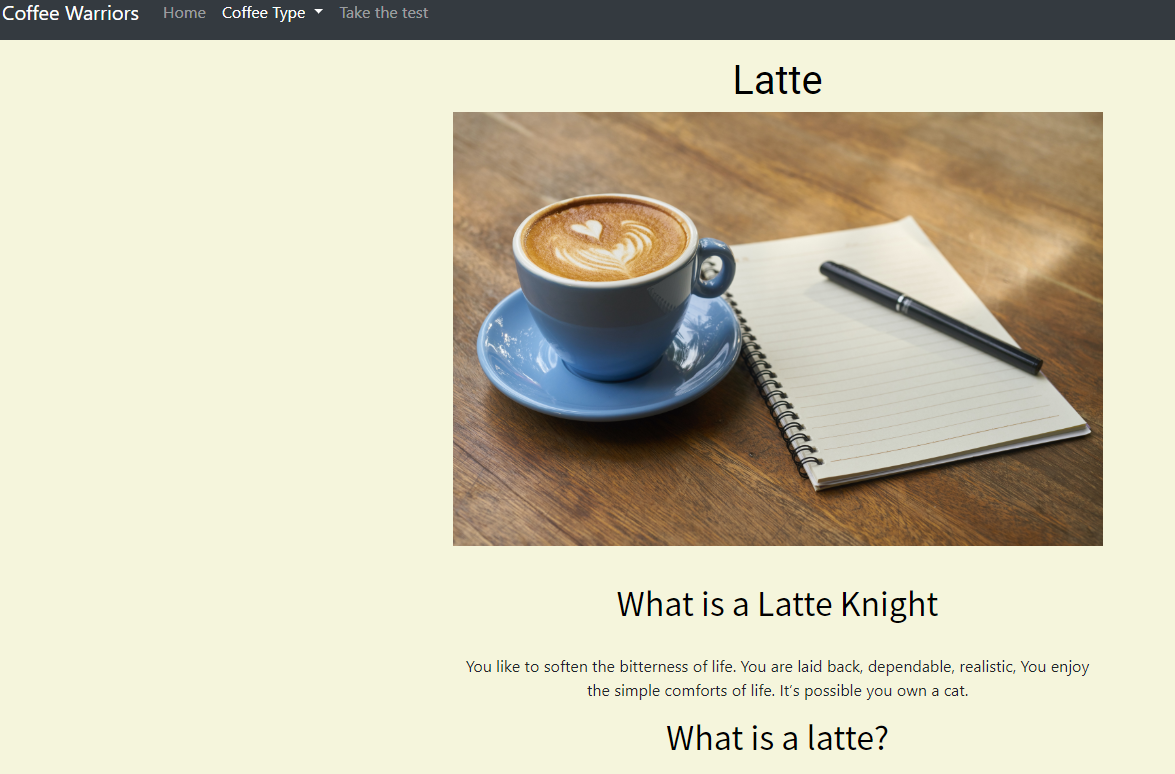 Coffee Warriors Home Coffee Type Take the test
Latte
What is a Latte Knight
You like to soften the bitterness of life. You are laid back, dependable, realistic, You enjoy
the simple comforts of life. It's possible you own a cat.
What is a latte?